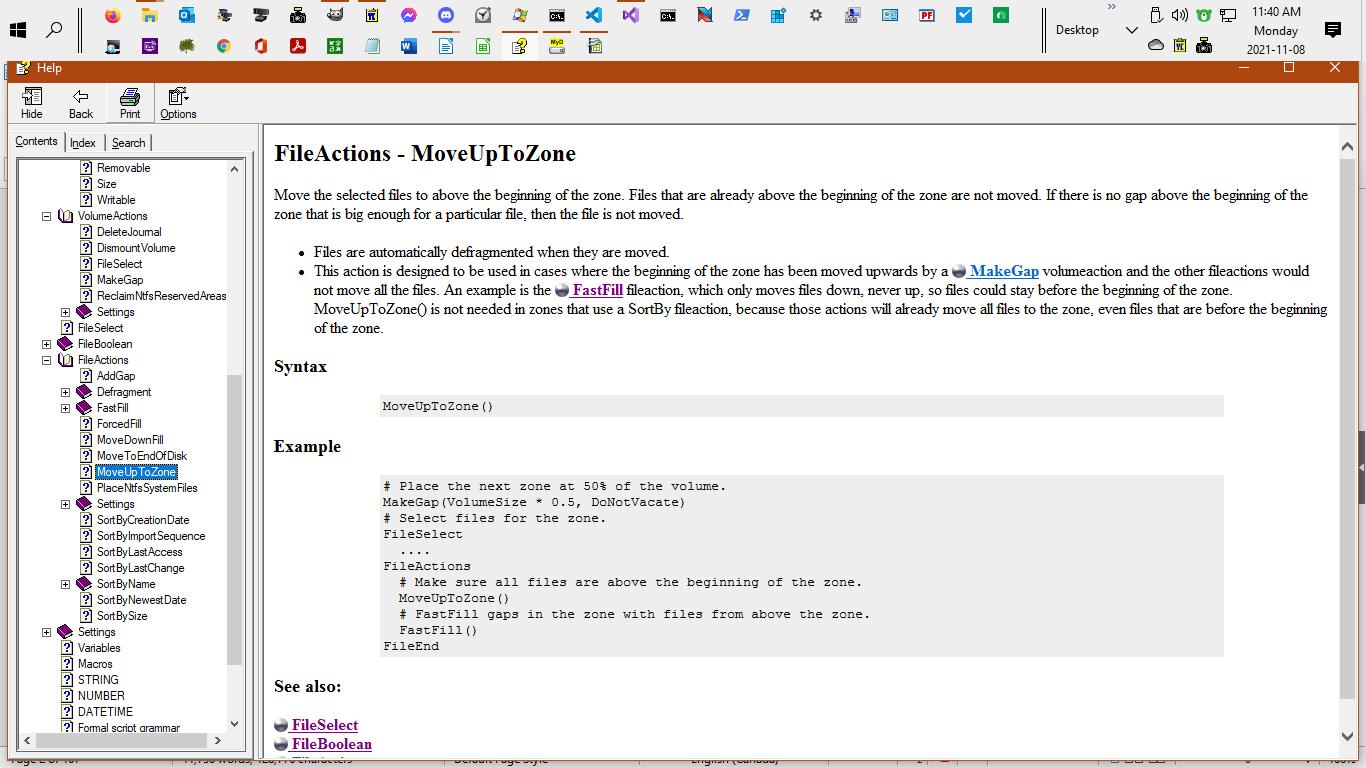 11:40 AM
Desktop
Monday
2021-11-08
Help
Hide
Back
Print
Options
Contents
Index
Search
Removable
Size
Writable
VolumeActions
DeleteJournal
DismountVolume
FileSelect
MakeGap
ReclaimNtfsReservedAreas
Settings
FileSelect
FileBoolean
FileActions
AddGap
Defragment
FastFill
ForcedFill
MoveDownFill
MoveToEndOfDisk
MoveUpToZone
PlaceNtfsSystemFiles
Settings
SortByCreationDate
SortByImportSequence
SortByLastAccess
SortByLastChange
SortByName
SortByNewestDate
SortBySize
Settings
Variables
Macros
STRING
NUMBER
DATETIME
Formal script grammar
FileActions - MoveUpToZone
Move the selected files to above the beginning of the zone. Files that are already above the beginning of the zone are not moved. If there is no gap above the beginning of the
zone that is big enough for a particular file, then the file is not moved.
• Files are automatically defragmented when they are moved.
• This action is designed to be used in cases where the beginning of the zone has been moved upwards by a MakeGap volumeaction and the other fileactions would
not move all the files. An example is the FastFill fileaction, which only moves files down, never up, so files could stay before the beginning of the zone.
MoveUpToZone() is not needed in zones that use a SortBy fileaction, because those actions will already move all files to the zone, even files that are before the beginning
of the zone.
Syntax
MoveUpToZone()
Example
# Place the next zone at 50% of the volume.
MakeGap(VolumeSize * 0.5, DoNotVacate)
# Select files for the zone.
FileSelect
....
FileActions
# Make sure all files are above the beginning of the zone.
MoveUpToZone()
# FastFill gaps in the zone with files from above the zone.
FastFill()
FileEnd
See also:
FileSelect
FileBoolean